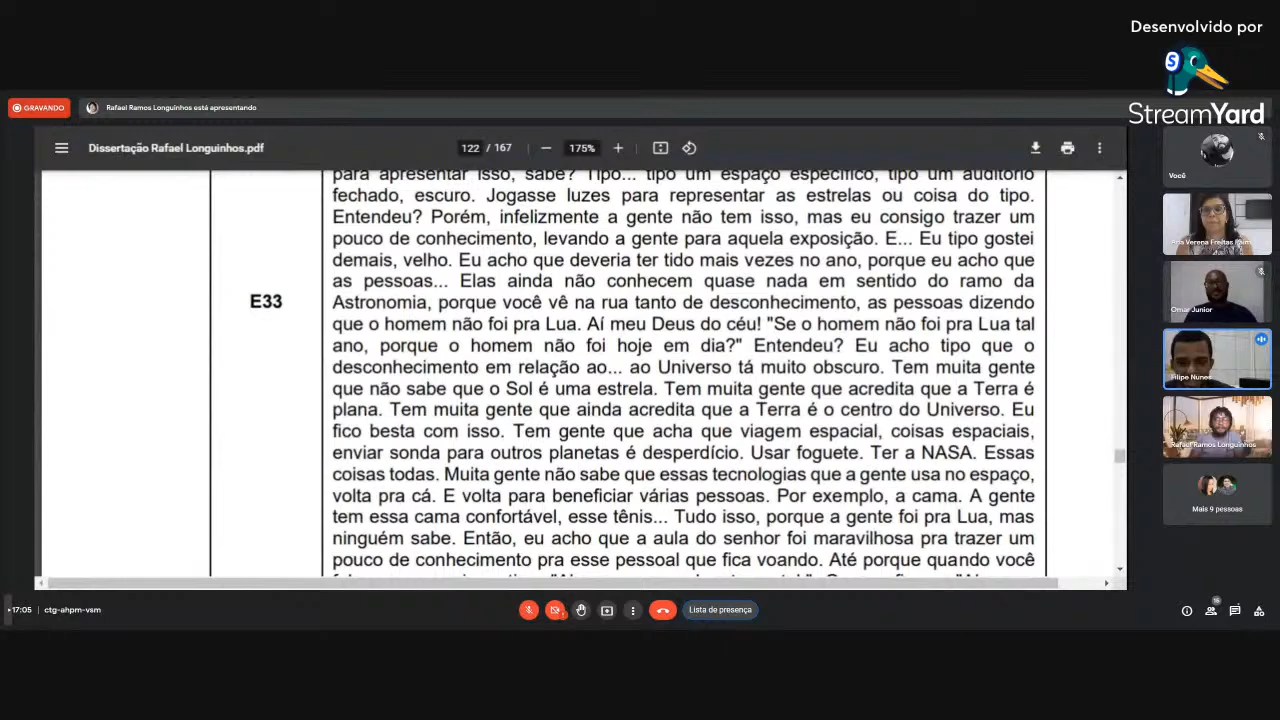 Desenvolvido por
StreamYard
GRAVANDO
Rafael Ramos Longuinhos está apresentando
Dissertação Rafael Longuinhos.pdf
122 / 167
175%
para apresentar isso, sabe? Tipo... tipo um espaço específico, tipo um auditório
fechado, escuro. Jogasse luzes para representar as estrelas ou coisa do tipo.
Entendeu? Porém, infelizmente a gente não tem isso, mas eu consigo trazer um
pouco de conhecimento, levando a gente para aquela exposição. E... Eu tipo gostei
demais, velho. Eu acho que deveria ter tido mais vezes no ano, porque eu acho que
as pessoas... Elas ainda não conhecem quase nada em sentido do ramo da
E33
Astronomia, porque você vê na rua tanto de desconhecimento, as pessoas dizendo
que o homem não foi pra Lua. Aí meu Deus do céu! "Se o homem não foi pra Lua tal
ano, porque o homem não foi hoje em dia?" Entendeu? Eu acho tipo que o
desconhecimento em relação ao... ao Universo tá muito obscuro. Tem muita gente
que não sabe que o Sol é uma estrela. Tem muita gente que acredita que a Terra é
plana. Tem muita gente que ainda acredita que a Terra é o centro do Universo. Eu
fico besta com isso. Tem gente que acha que viagem espacial, coisas espaciais,
enviar sonda para outros planetas é desperdício. Usar foguete. Ter a NASA. Essas
coisas todas. Muita gente não sabe que essas tecnologias que a gente usa no espaço,
volta pra cá. E volta para beneficiar várias pessoas. Por exemplo, a cama. A gente
tem essa cama confortável, esse tênis... Tudo isso, porque a gente foi pra Lua, mas
ninguém sabe. Então, eu acho que a aula do senhor foi maravilhosa pra trazer um
pouco de conhecimento pra esse pessoal que fica voando. Até porque quando você
Você
Ana Verena Freitas
Omar Junior
Filipe Nunes
Rafael Ramos Longuinhos
Mais 9 pessoas
17:05
ctg-ahpm-vsm
Lista de presença